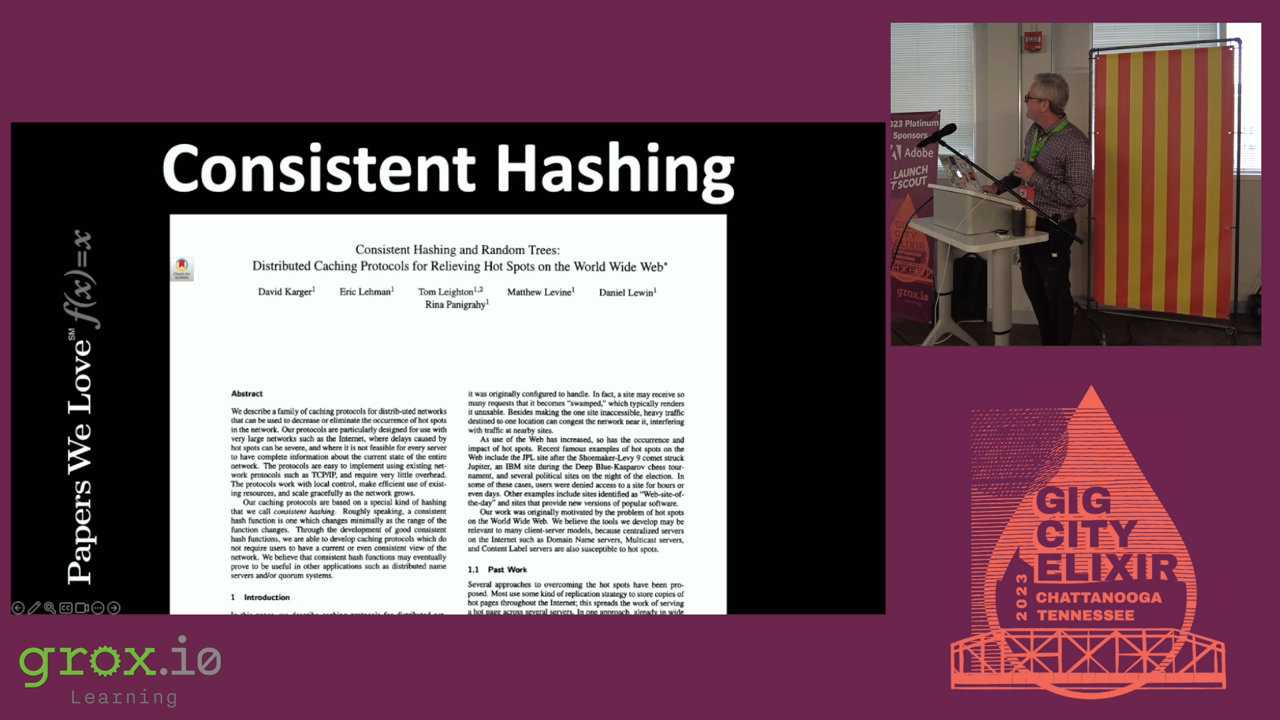 Consistent Hashing
Papers We Love℠ f(x)=x
Consistent Hashing and Random Trees:
Distributed Caching Protocols for Relieving Hot Spots on the World Wide Web*
David Karger¹ Eric Lehman¹ Tom Leighton¹,² Matthew Levine¹ Daniel Lewin¹
Rina Panigrahy¹
Abstract
We describe a family of caching protocols for distrib-uted networks
that can be used to decrease or eliminate the occurrence of hot spots
in the network. Our protocols are particularly designed for use with
very large networks such as the Internet, where delays caused by
hot spots can be severe, and where it is not feasible for every server
to have complete information about the current state of the entire
network. The protocols are easy to implement using existing net-
work protocols such as TCP/IP, and require very little overhead.
The protocols work with local control, make efficient use of exist-
ing resources, and scale gracefully as the network grows.
Our caching protocols are based on a special kind of hashing
that we call consistent hashing. Roughly speaking, a consistent
hash function is one which changes minimally as the range of the
function changes. Through the development of good consistent
hash functions, we are able to develop caching protocols which do
not require users to have a current or even consistent view of the
network. We believe that consistent hash functions may eventually
prove to be useful in other applications such as distributed name
servers and/or quorum systems.
1 Introduction
it was originally configured to handle. In fact, a site may receive so
many requests that it becomes “swamped,” which typically renders
it unusable. Besides making the one site inaccessible, heavy traffic
destined to one location can congest the network near it, interfering
with traffic at nearby sites.
As use of the Web has increased, so has the occurrence and
impact of hot spots. Recent famous examples of hot spots on the
Web include the JPL site after the Shoemaker-Levy 9 comet struck
Jupiter, an IBM site during the Deep Blue-Kasparov chess tour-
nament, and several political sites on the night of the election. In
some of these cases, users were denied access to a site for hours or
even days. Other examples include sites identified as “Web-site-of-
the-day” and sites that provide new versions of popular software.
Our work was originally motivated by the problem of hot spots
on the World Wide Web. We believe the tools we develop may be
relevant to many client-server models, because centralized servers
on the Internet such as Domain Name servers, Multicast servers,
and Content Label servers are also susceptible to hot spots.
1.1 Past Work
Several approaches to overcoming the hot spots have been pro-
posed. Most use some kind of replication strategy to store copies of
hot pages throughout the Internet; this spreads the work of serving
a hot page across several servers. In one approach, already in wide
grox.io
Learning
023 Platinum
Sponsors
Adobe
LAUNCH
SCOUT
GIG
CITY
ELIXIR
grox.io
GIG
CITY
ELIXIR
2023
CHATTANOOGA
TENNESSEE